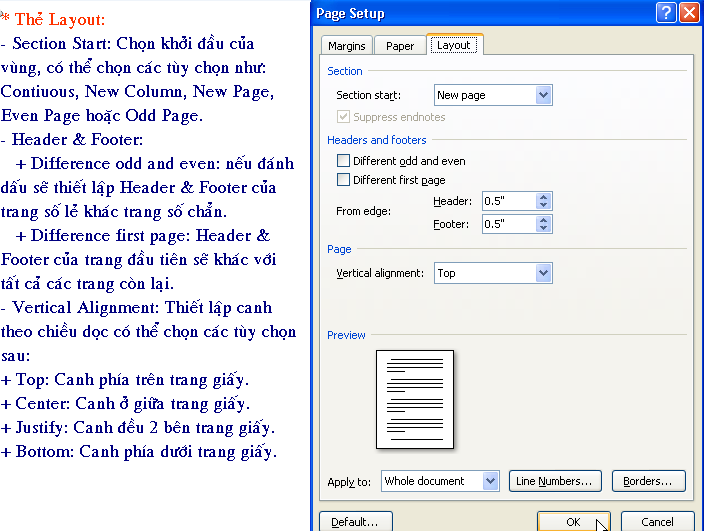 * Thẻ Layout:
- Section Start: Chọn khởi đầu của
vùng, có thể chọn các tùy chọn như:
Contiuous, New Column, New Page,
Even Page hoặc Odd Page.
- Header & Footer:
+ Difference odd and even: nếu đánh
dấu sẽ thiết lập Header & Footer của
trang số lẻ khác trang số chẳn.
+ Difference first page: Header &
Footer của trang đầu tiên sẽ khác với
tất cả các trang còn lại.
- Vertical Alignment: Thiết lập canh
theo chiều dọc có thể chọn các tùy chọn
sau:
+ Top: Canh phía trên trang giấy.
+ Center: Canh ở giữa trang giấy.
+ Justify: Canh đều 2 bên trang giấy.
+ Bottom: Canh phía dưới trang giấy.
Page Setup
Margins Paper Layout
Section
Section start: New page
Suppress endnotes
Headers and footers
Different odd and even
Different first page
From edge:
Header: 0.5"
Footer: 0.5"
Page
Vertical alignment: Top
Preview
Apply to: Whole document Line Numbers... Borders...
Default... OK Cancel